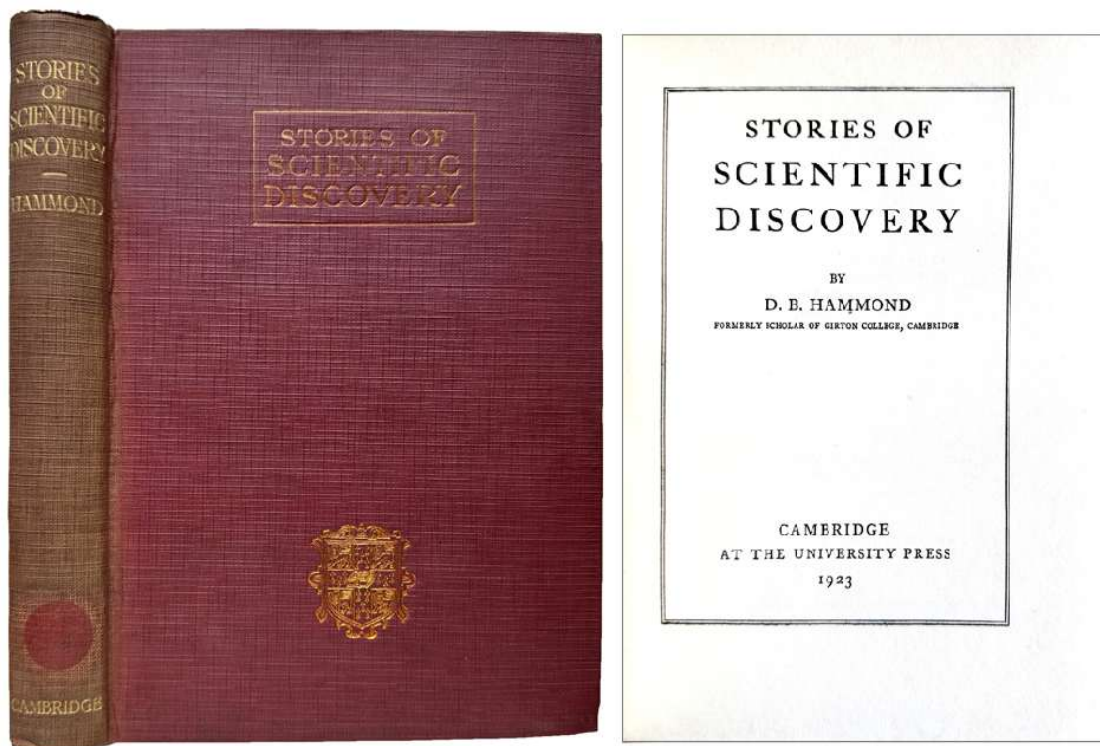 STORIES
OF
SCIENTIFIC
DISCOVERY
HAMMOND
CAMBRIDGE
STORIES OF
SCIENTIFIC
DISCOVERY
STORIES OF
SCIENTIFIC
DISCOVERY
BY
D. B. HAMMOND
FORMERLY SCHOLAR OF GIRTON COLLEGE, CAMBRIDGE
CAMBRIDGE
AT THE UNIVERSITY PRESS
1923